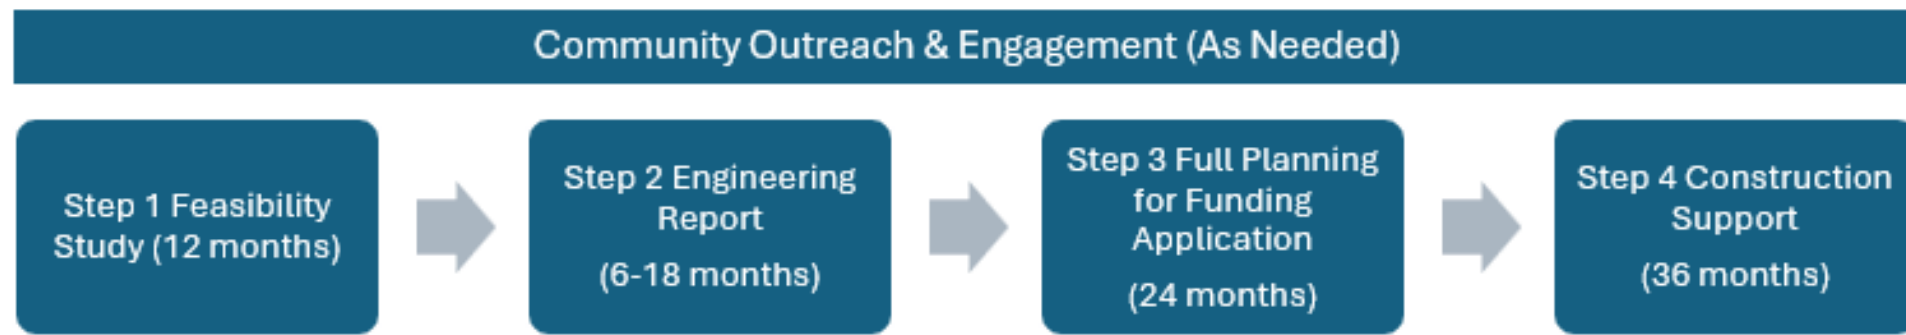 Community Outreach & Engagement (As Needed)
Step 1 Feasibility
Study (12 months)
Step 2 Engineering
Report
(6-18 months)
Step 3 Full Planning
for Funding
Application
(24 months)
Step 4 Construction
Support
(36 months)